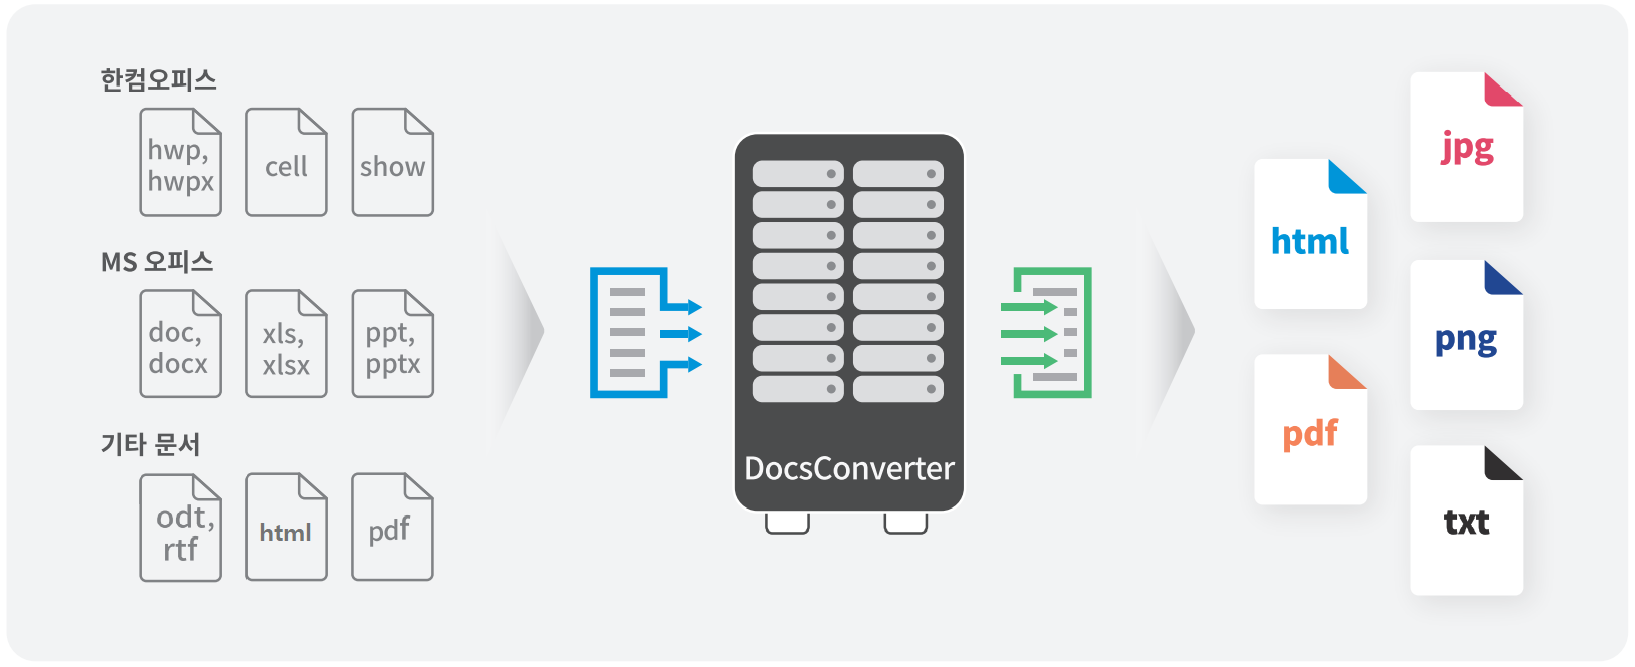 한컴오피스
hwp,
hwpx
cell
show
MS 오피스
doc,
docx
xls,
xlsx
ppt,
pptx
기타 문서
odt,
rtf
html
pdf
DocsConverter
html
pdf
jpg
png
txt